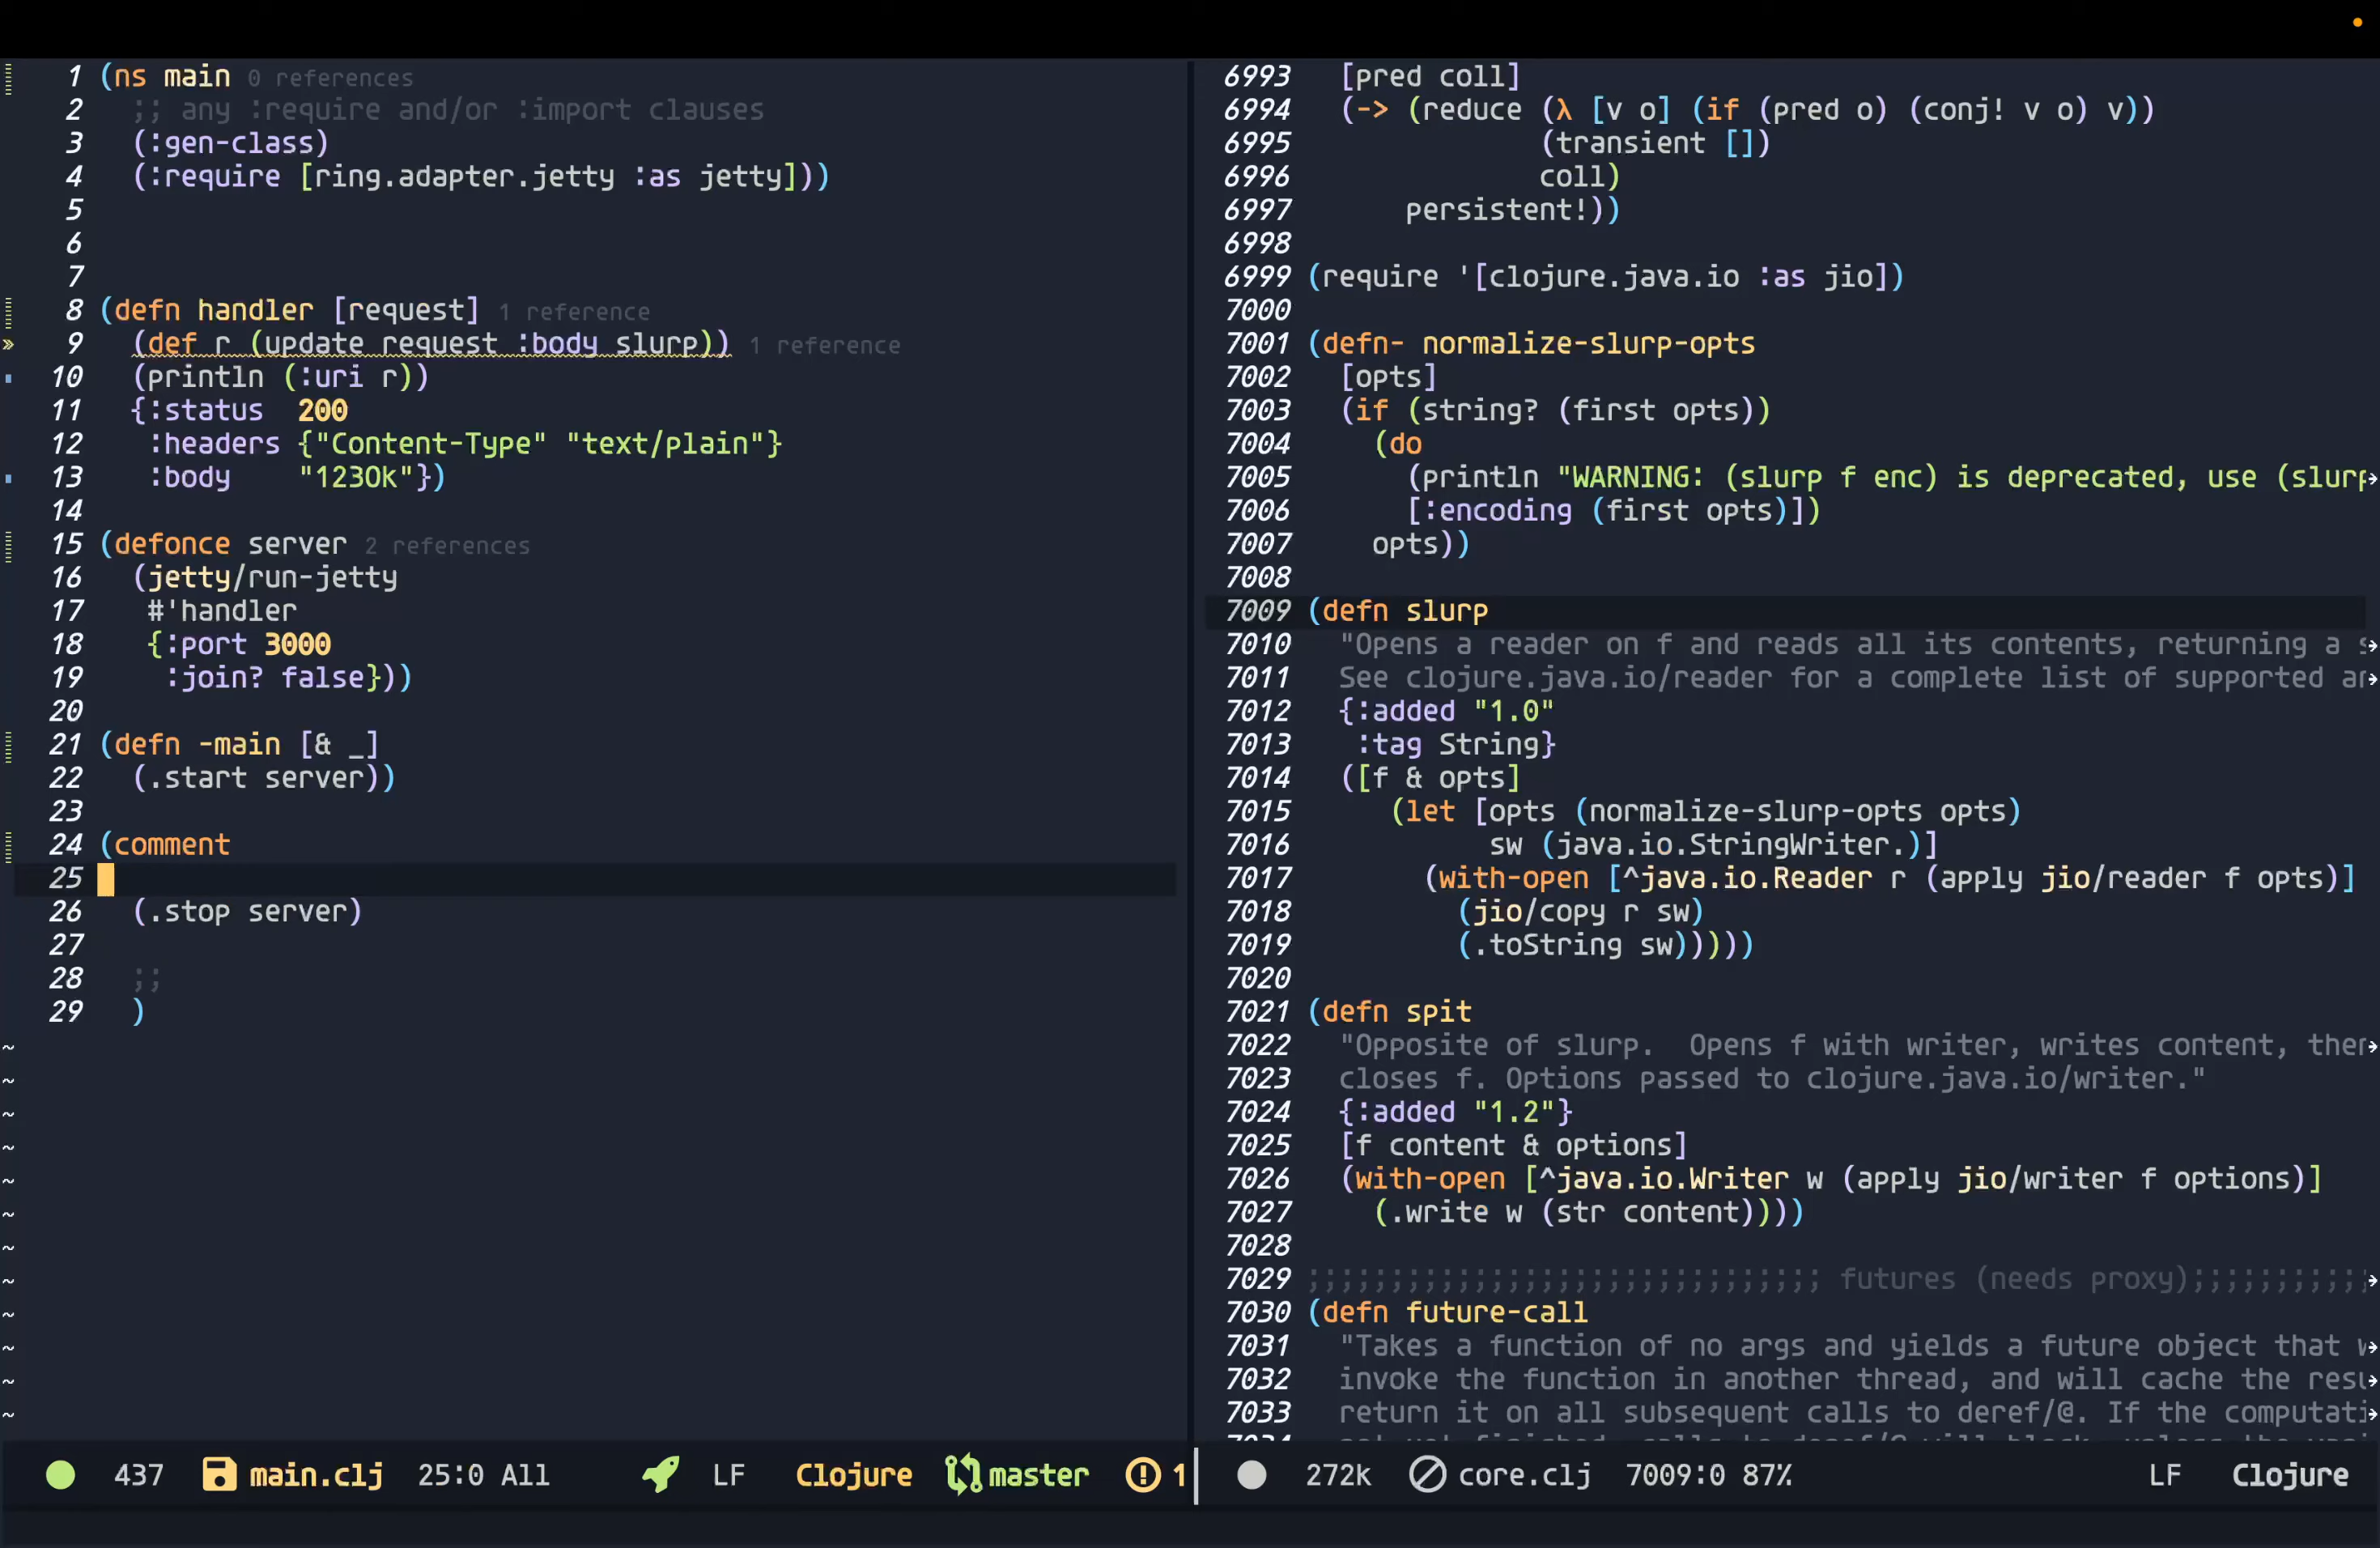 1 (ns main 0 references
2   ;; any :require and/or :import clauses
3   (:gen-class)
4   (:require [ring.adapter.jetty :as jetty]))
5
6
7
8 (defn handler [request] 1 reference
9   (def r (update request :body slurp)) 1 reference
10   (println (:uri r))
11   {:status  200
12    :headers {"Content-Type" "text/plain"}
13    :body    "123Ok"})
14
15 (defonce server 2 references
16   (jetty/run-jetty
17    #'handler
18    {:port 3000
19     :join? false}))
20
21 (defn -main [& _]
22   (.start server))
23
24 (comment
25
26   (.stop server)
27
28   ;;
29   )
~
~
~
~
~
~
~
~
~
~
~
~
437 main.clj 25:0 All LF Clojure master 1
6993   [pred coll]
6994   (-> (reduce (λ [v o] (if (pred o) (conj! v o) v))
6995               (transient [])
6996               coll)
6997       persistent!))
6998
6999 (require '[clojure.java.io :as jio])
7000
7001 (defn- normalize-slurp-opts
7002   [opts]
7003   (if (string? (first opts))
7004     (do
7005       (println "WARNING: (slurp f enc) is deprecated, use (slurp
7006       [:encoding (first opts)])
7007     opts))
7008
7009 (defn slurp
7010   "Opens a reader on f and reads all its contents, returning a
7011   See clojure.java.io/reader for a complete list of supported
7012   {:added "1.0"
7013    :tag String}
7014   ([f & opts]
7015      (let [opts (normalize-slurp-opts opts)
7016            sw (java.io.StringWriter.)]
7017        (with-open [^java.io.Reader r (apply jio/reader f opts)]
7018          (jio/copy r sw)
7019          (.toString sw)))))
7020
7021 (defn spit
7022   "Opposite of slurp.  Opens f with writer, writes content,
7023   closes f. Options passed to clojure.java.io/writer."
7024   {:added "1.2"}
7025   [f content & options]
7026   (with-open [^java.io.Writer w (apply jio/writer f options)]
7027     (.write w (str content))))
7028
7029 ;;;;;;;;;;;;;;;;;;;;;;;;;;;;;;; futures (needs proxy);;;;;;;;;;;
7030 (defn future-call
7031   "Takes a function of no args and yields a future object that
7032   invoke the function in another thread, and will cache the
7033   return it on all subsequent calls to deref/@. If the
272k core.clj 7009:0 87% LF Clojure